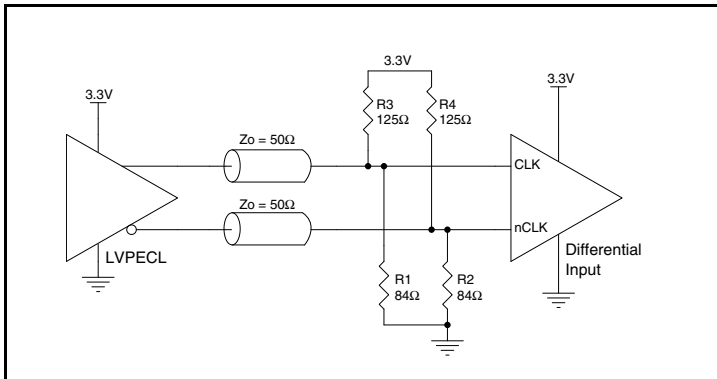 3.3V
3.3V
3.3V
R3
125Ω
R4
125Ω
Zo = 50Ω
CLK
Zo = 50Ω
nCLK
LVPECL
Differential
Input
R1
84Ω
R2
84Ω